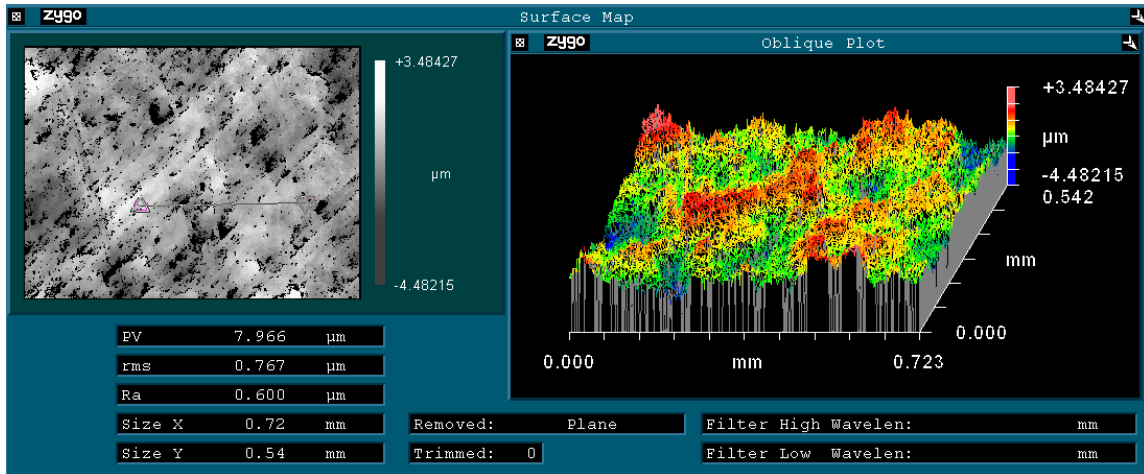 zygo Surface Map
zygo Oblique Plot
+3.48427
µm
-4.48215
+3.48427
µm
-4.48215
0.542
mm
0.000
0.000 mm 0.723
PV 7.966 µm
rms 0.767 µm
Ra 0.600 µm
Size X 0.72 mm
Size Y 0.54 mm
Removed: Plane
Trimmed: 0
Filter High Wavelen: mm
Filter Low Wavelen: mm